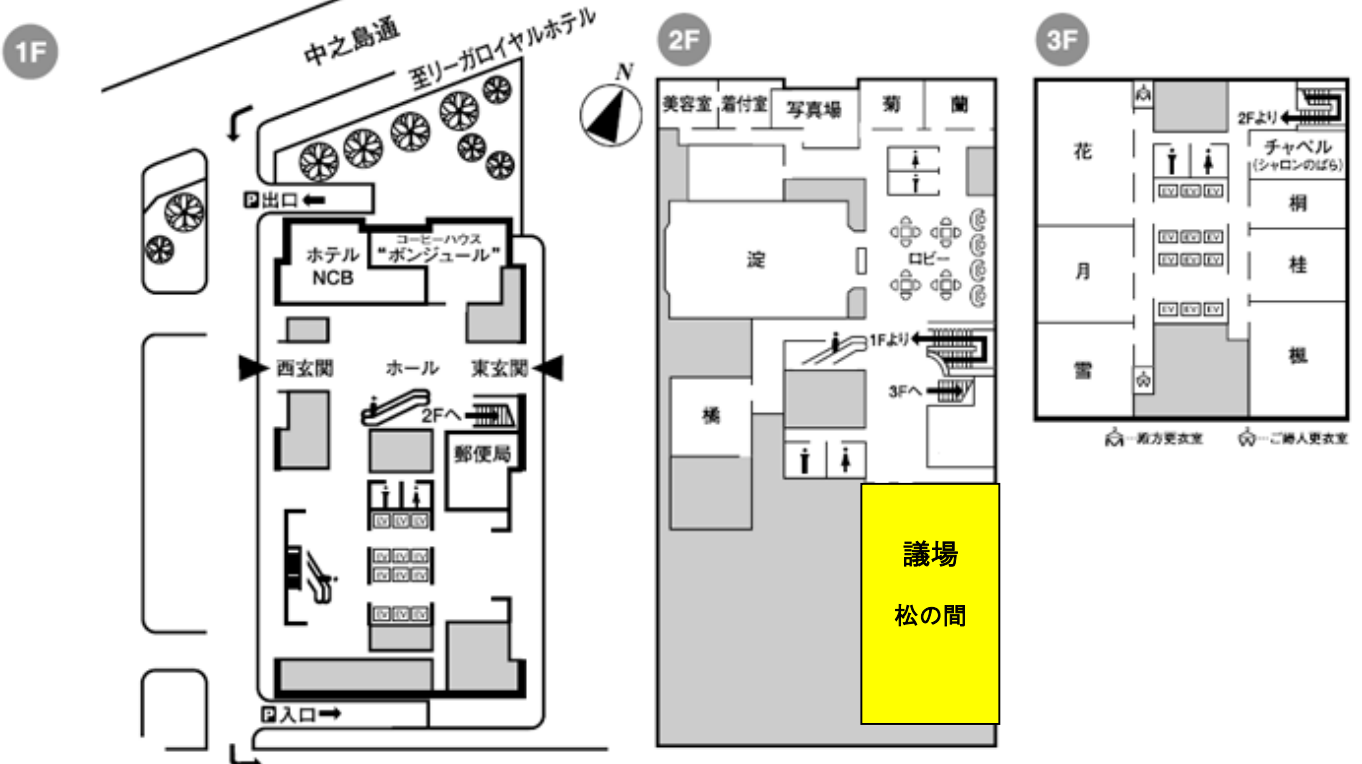 1F
中之島通
至リーガロイヤルホテル
N
P出口
ホテル
NCB
コーヒーハウス
“ボンジュール”
西玄関
ホール
東玄関
2Fへ
郵便局
EV EV EV
EV EV EV
EV EV EV
EV EV EV
P入口
2F
美容室
着付室
写真場
菊
蘭
淀
ロビー
1Fより
3Fへ
橘
議場
松の間
3F
花
2Fより
チャペル
(シャロンのばら)
EV EV EV
桐
EV EV EV
EV EV EV
月
桂
EV EV EV
雪
楓
…殿方更衣室
…ご婦人更衣室